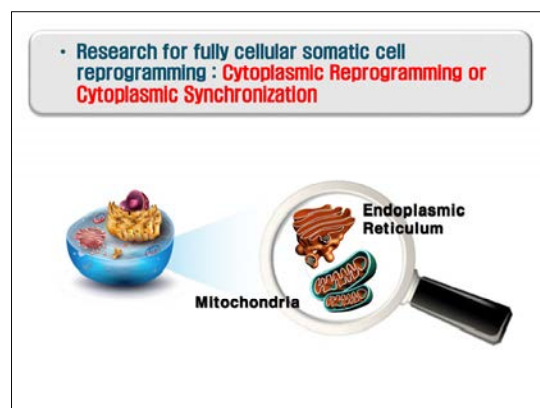 • Research for fully cellular somatic cell
reprogramming : Cytoplasmic Reprogramming or
Cytoplasmic Synchronization
Endoplasmic
Reticulum
Mitochondria